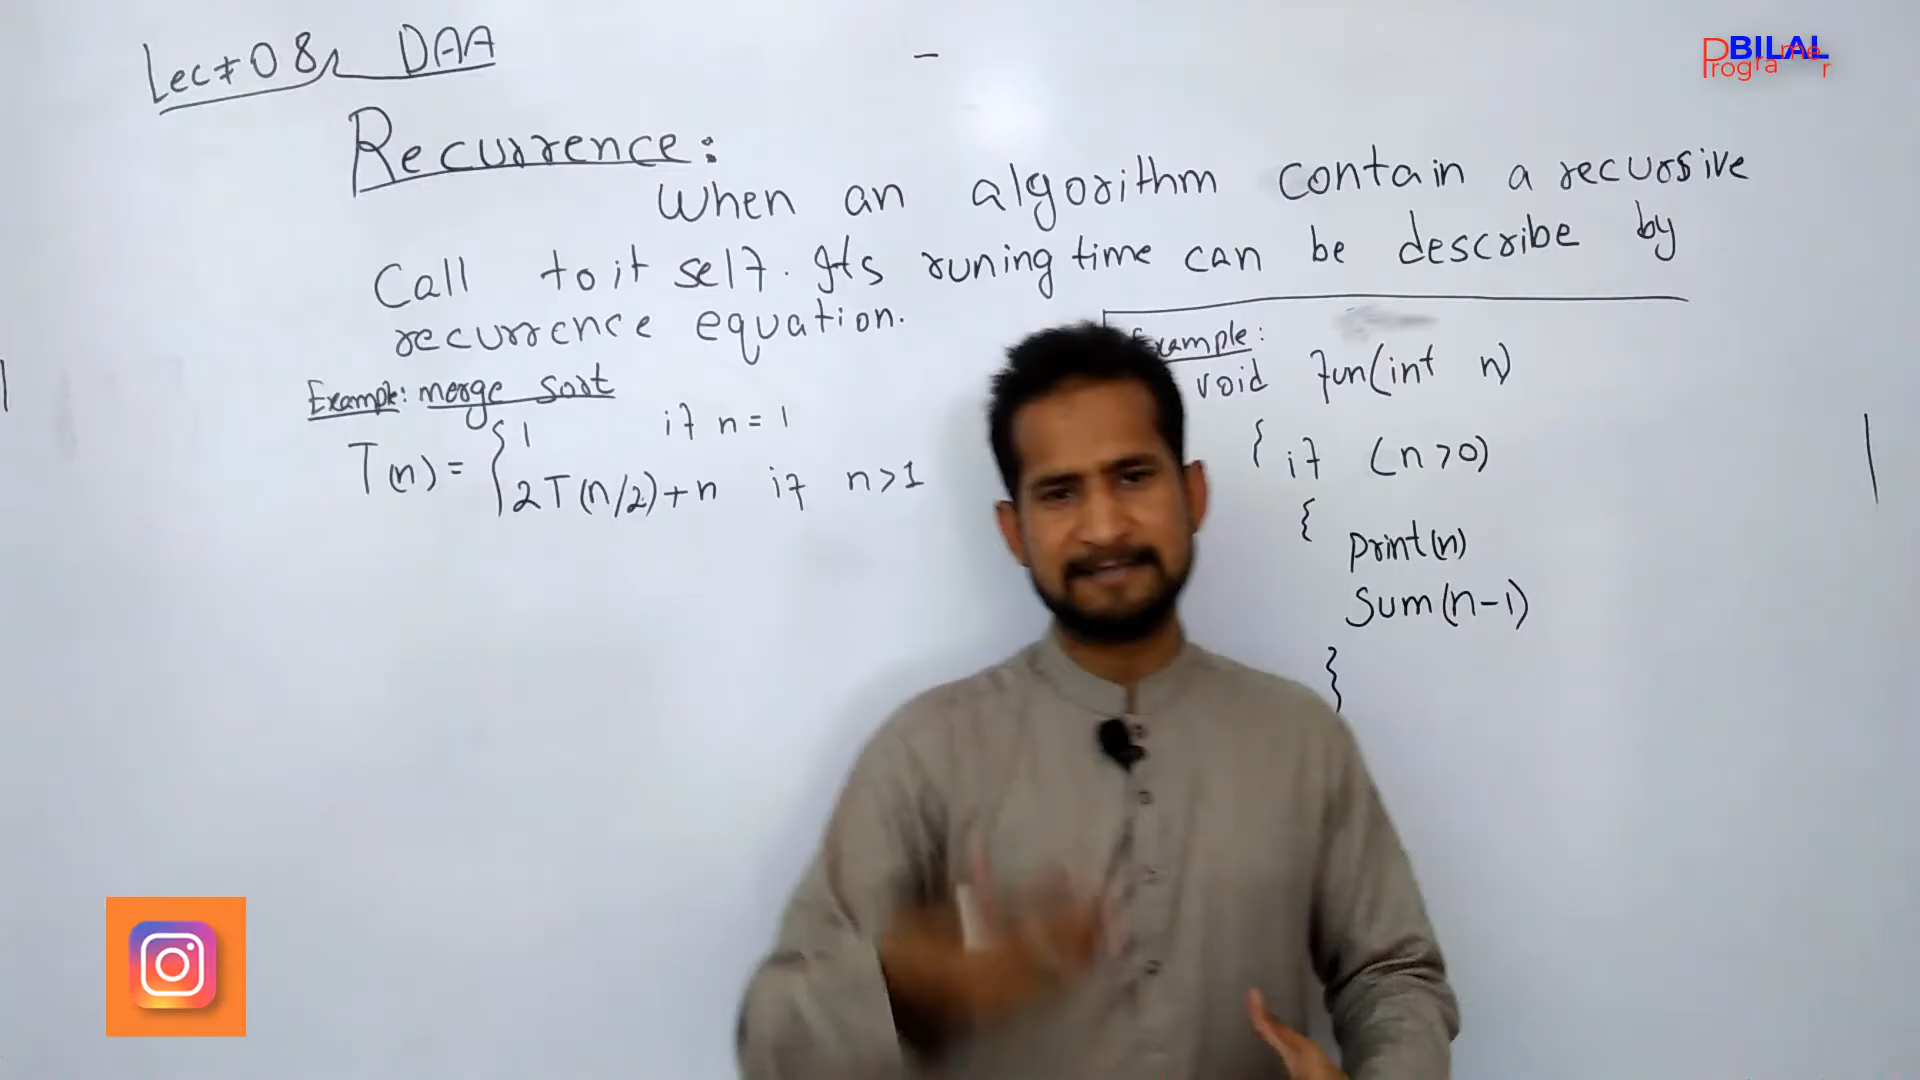 Lec # 08, DAA
BILAL
Programer
Recurrence:
When an algorithm contain a recursive
Call to it self. Its runing time can be describe by
recurrence equation.
Example: merge sort
T(n) = { 1 if n = 1
2T(n/2)+n if n>1
Example:
void fun(int n)
{ if (n>0)
{
print(n)
Sum(n-1)
}